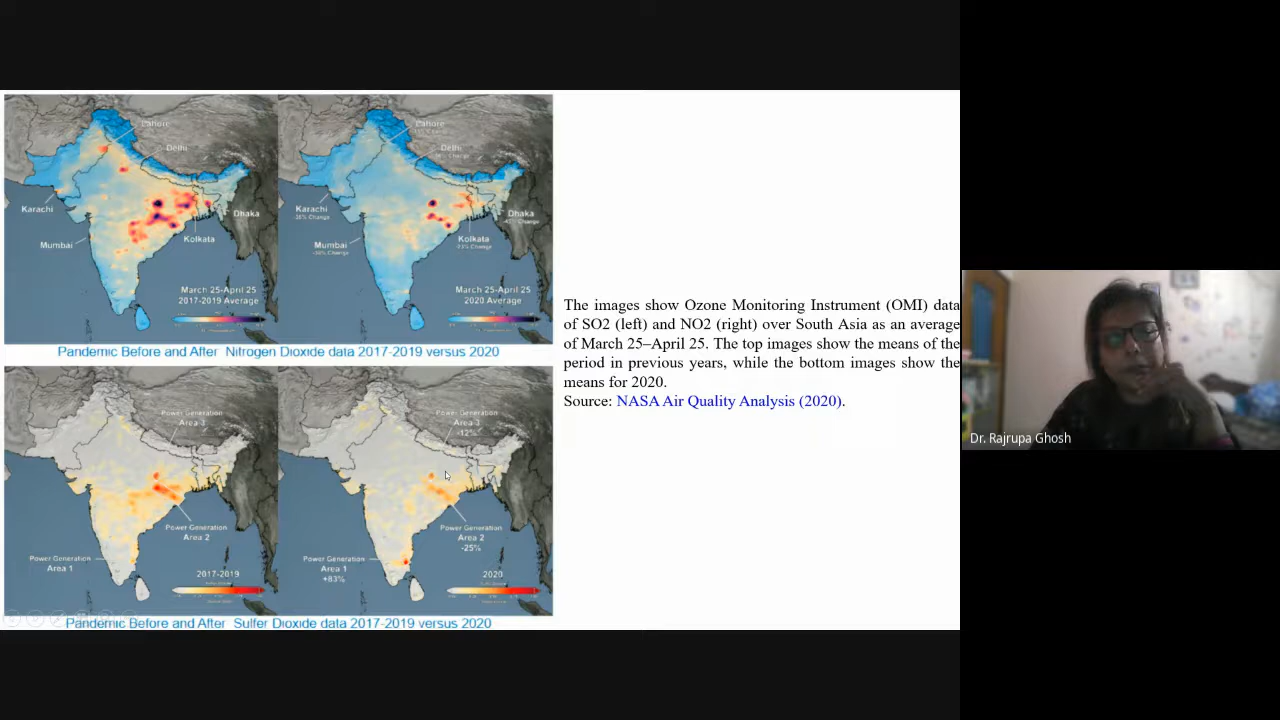 Lahore
Delhi
Karachi
Dhaka
Mumbai
Kolkata
March 25-April 25
2017-2019 Average
Lahore
Delhi
Karachi
Dhaka
Mumbai
Kolkata
March 25-April 25
2020 Average
Pandemic Before and After Nitrogen Dioxide data 2017-2019 versus 2020
Power Generation
Area 3
Power Generation
Area 2
Power Generation
Area 1
2017-2019
Power Generation
Area 3
-12%
Power Generation
Area 2
-25%
Power Generation
Area 1
+83%
2020
Pandemic Before and After Sulfer Dioxide data 2017-2019 versus 2020
The images show Ozone Monitoring Instrument (OMI) data
of SO2 (left) and NO2 (right) over South Asia as an average
of March 25–April 25. The top images show the means of the
period in previous years, while the bottom images show the
means for 2020.
Source: NASA Air Quality Analysis (2020).
Dr. Rajrupa Ghosh